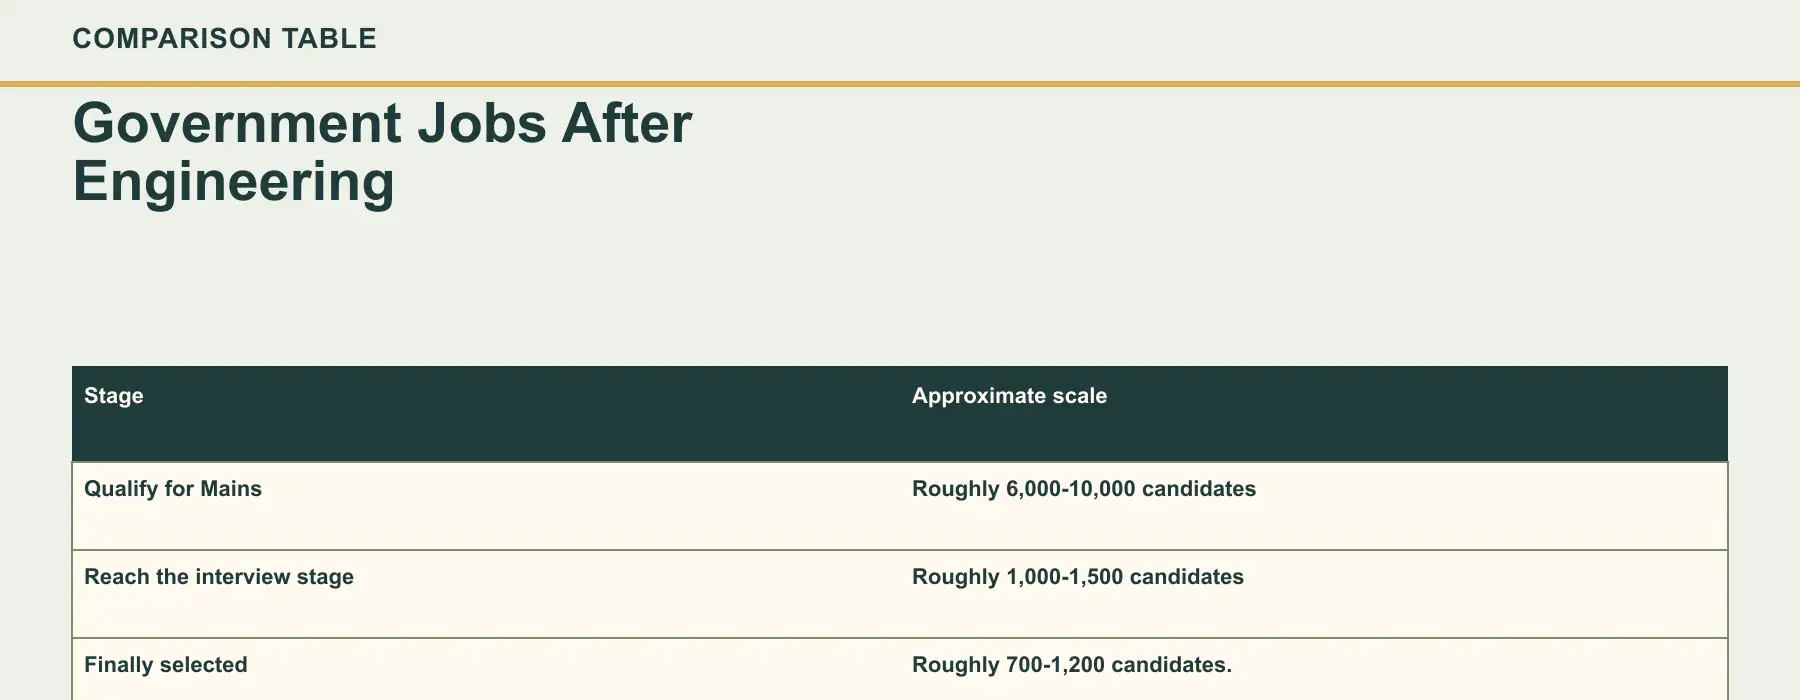 COMPARISON TABLE
Government Jobs After
Engineering
Stage Approximate scale
Qualify for Mains Roughly 6,000-10,000 candidates
Reach the interview stage Roughly 1,000-1,500 candidates
Finally selected Roughly 700-1,200 candidates.